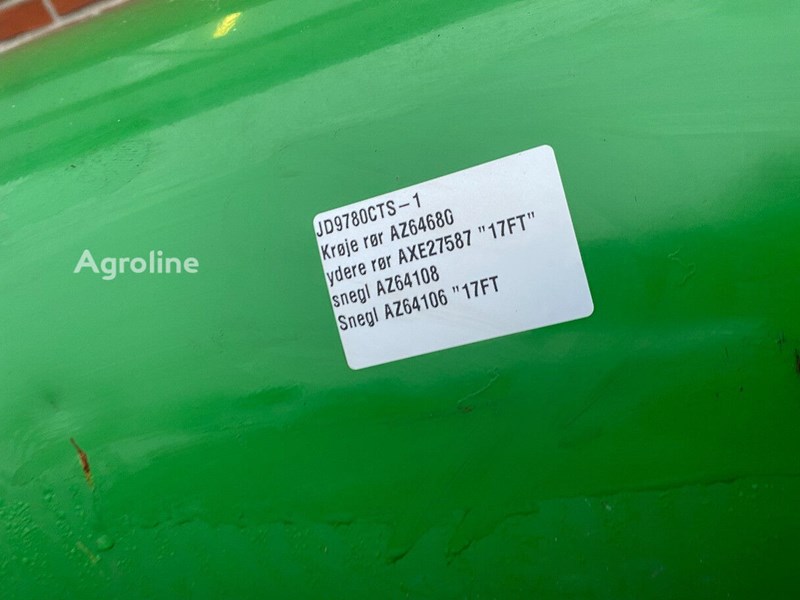 JD9780CTS-1
Krøje rør AZ64680
ydere rør AXE27587 "17FT"
snegl AZ64108
Snegl AZ64106 "17FT
Agroline